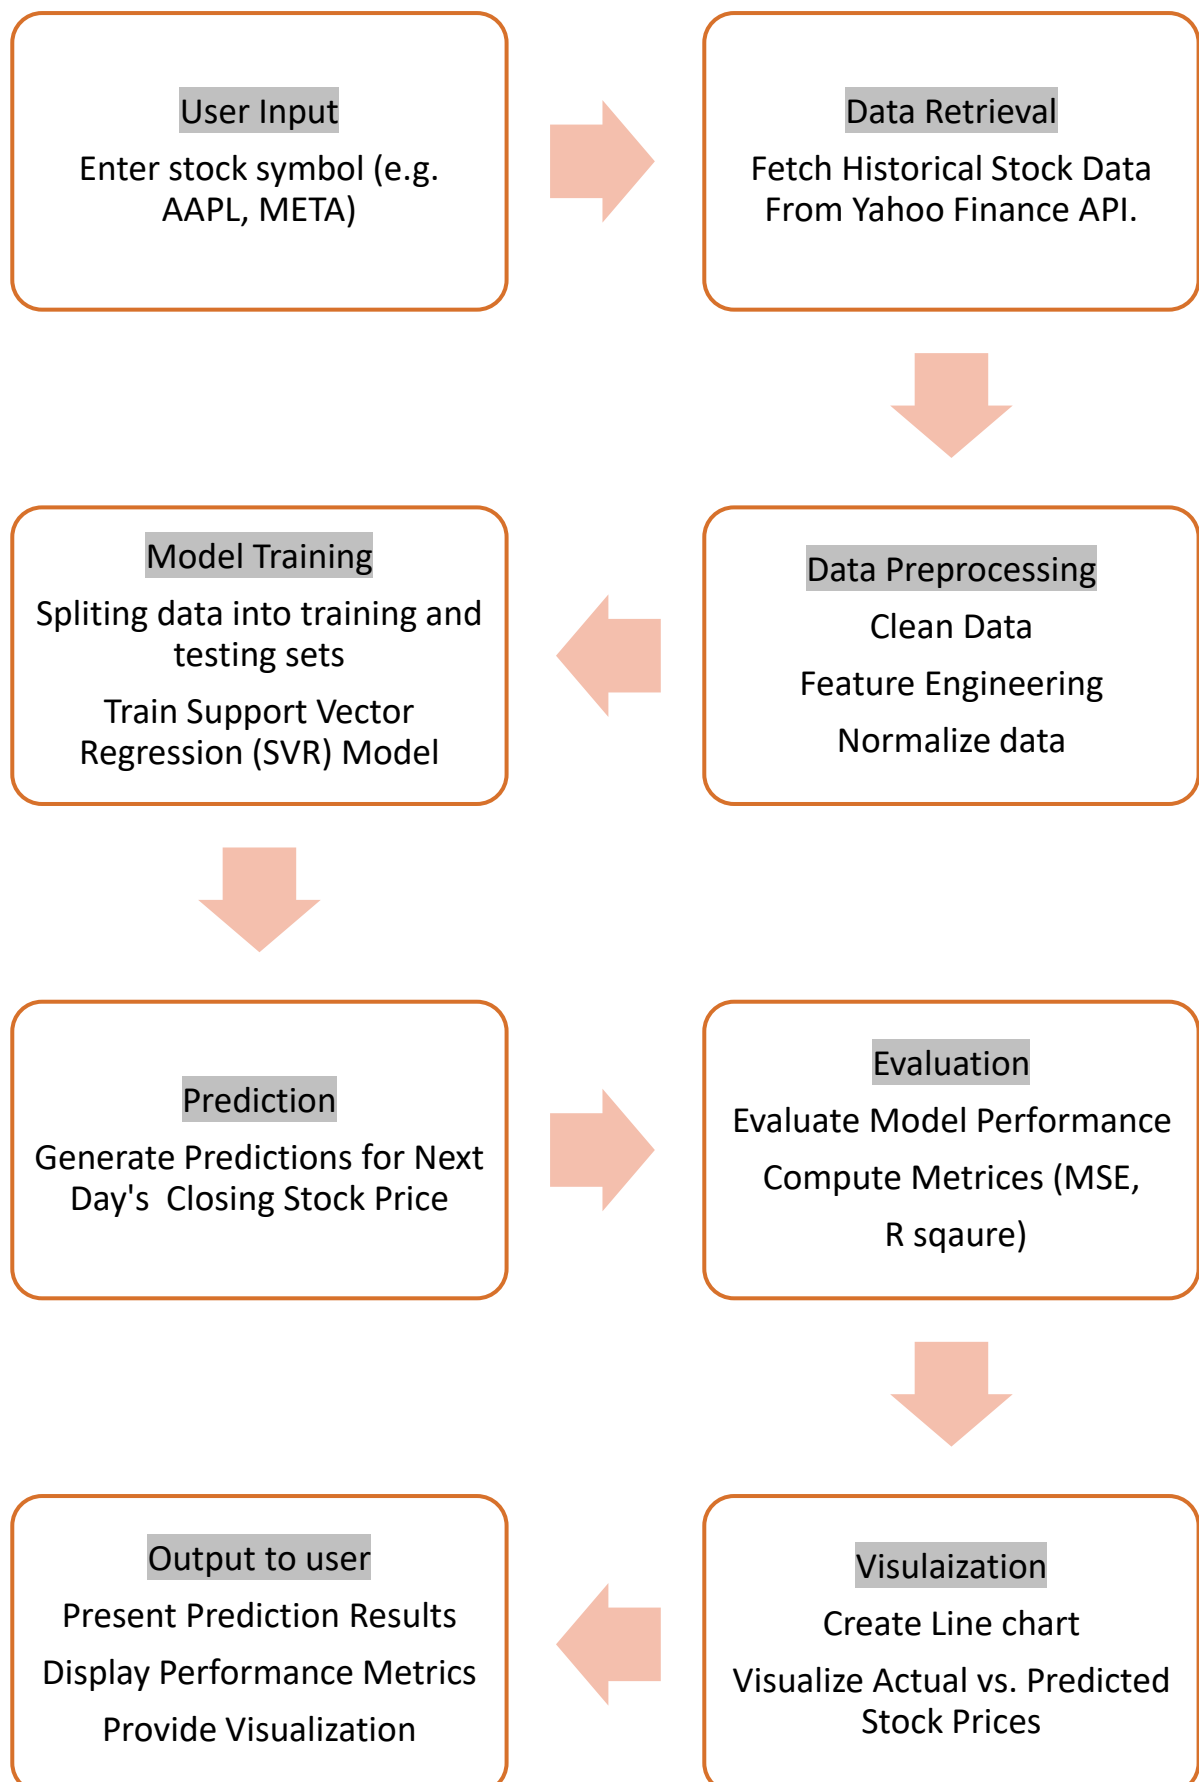 User Input
Enter stock symbol (e.g.
AAPL, META)
Data Retrieval
Fetch Historical Stock Data
From Yahoo Finance API.
Data Preprocessing
Clean Data
Feature Engineering
Normalize data
Model Training
Spliting data into training and
testing sets
Train Support Vector
Regression (SVR) Model
Prediction
Generate Predictions for Next
Day's  Closing Stock Price
Evaluation
Evaluate Model Performance
Compute Metrices (MSE,
R sqaure)
Visulaization
Create Line chart
Visualize Actual vs. Predicted
Stock Prices
Output to user
Present Prediction Results
Display Performance Metrics
Provide Visualization